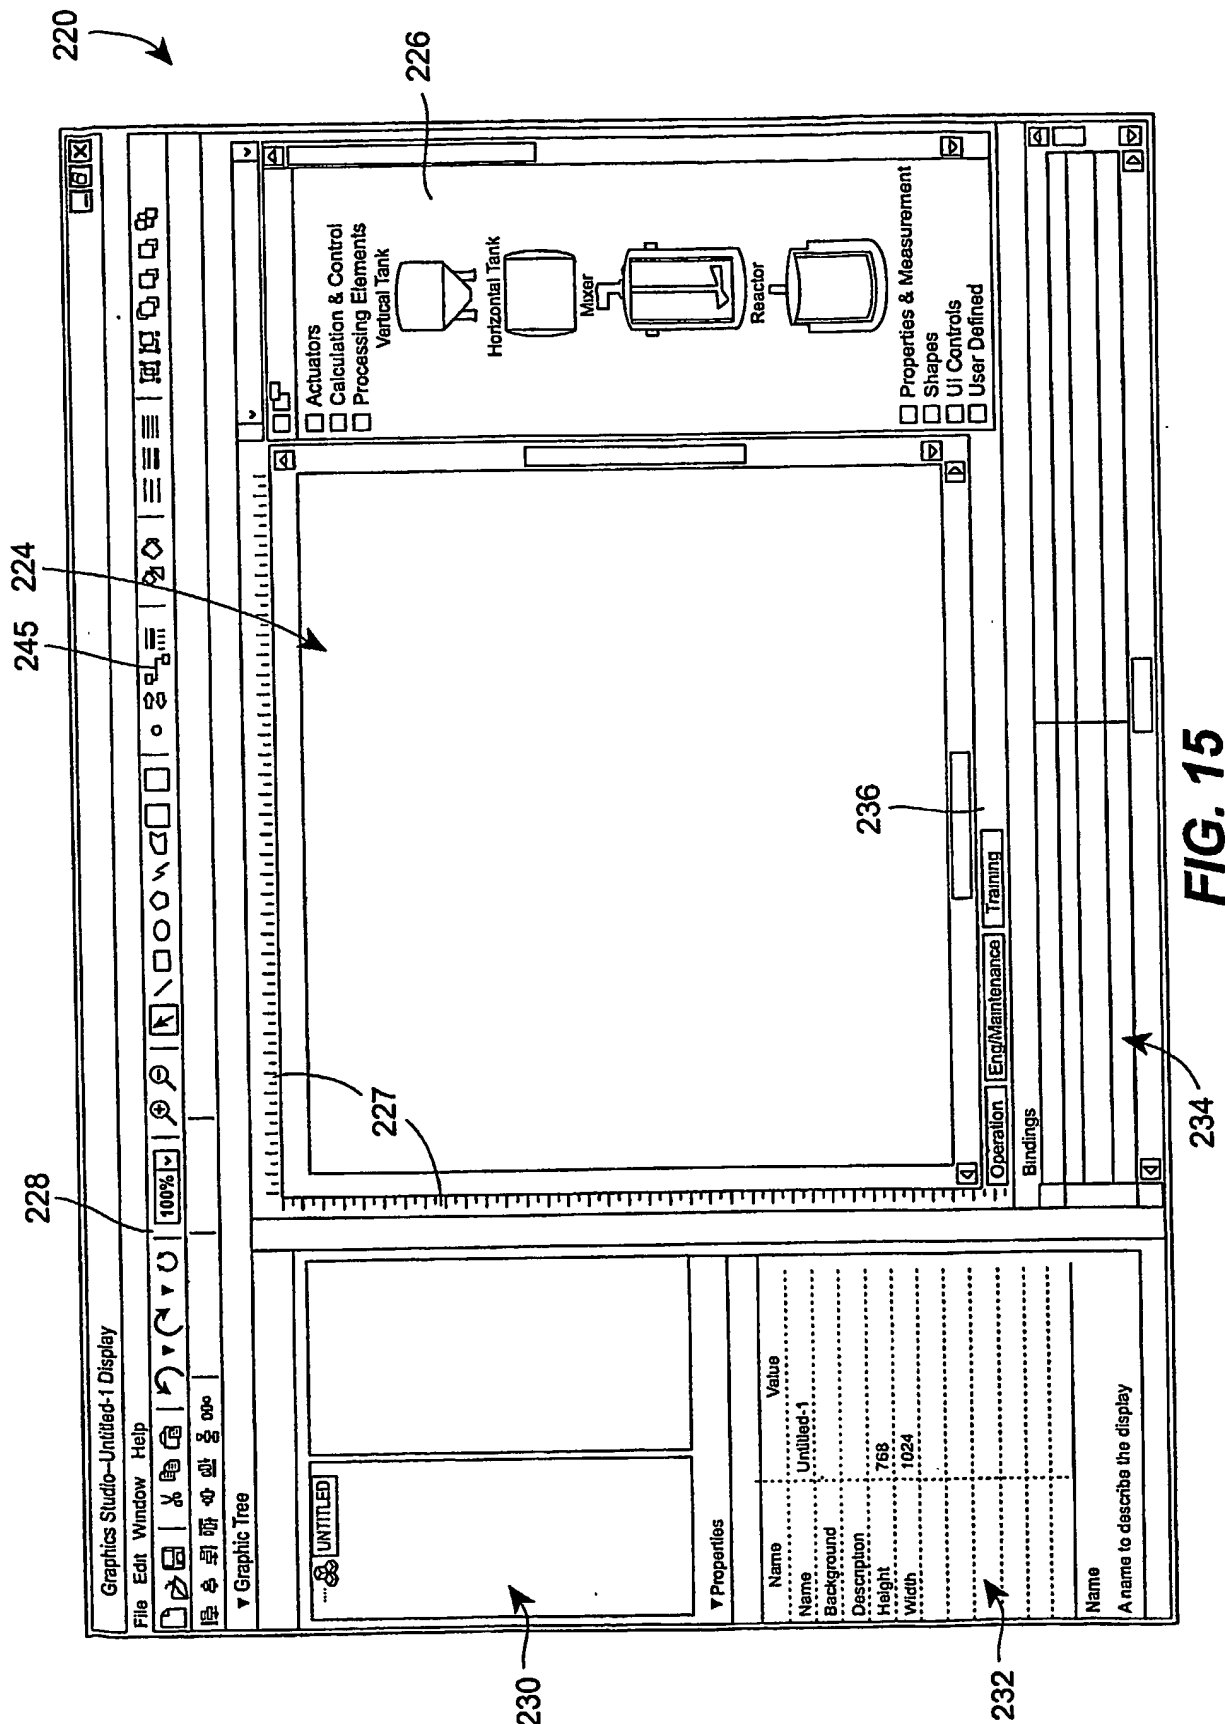 220
Graphics Studio–Untitled-1 Display
File Edit Window Help
228
245
224
100%
▼ Graphic Tree
UNTITLED
230
▼ Properties
Name Value
Name Untitled-1
Background
Description
Height 768
Width 1024
232
Name
A name to describe the display
227
236
Operation Eng/Maintenance Training
Bindings
234
226
Actuators
Calculation & Control
Processing Elements
Vertical Tank
Horizontal Tank
Mixer
Reactor
Properties & Measurement
Shapes
UI Controls
User Defined
FIG. 15